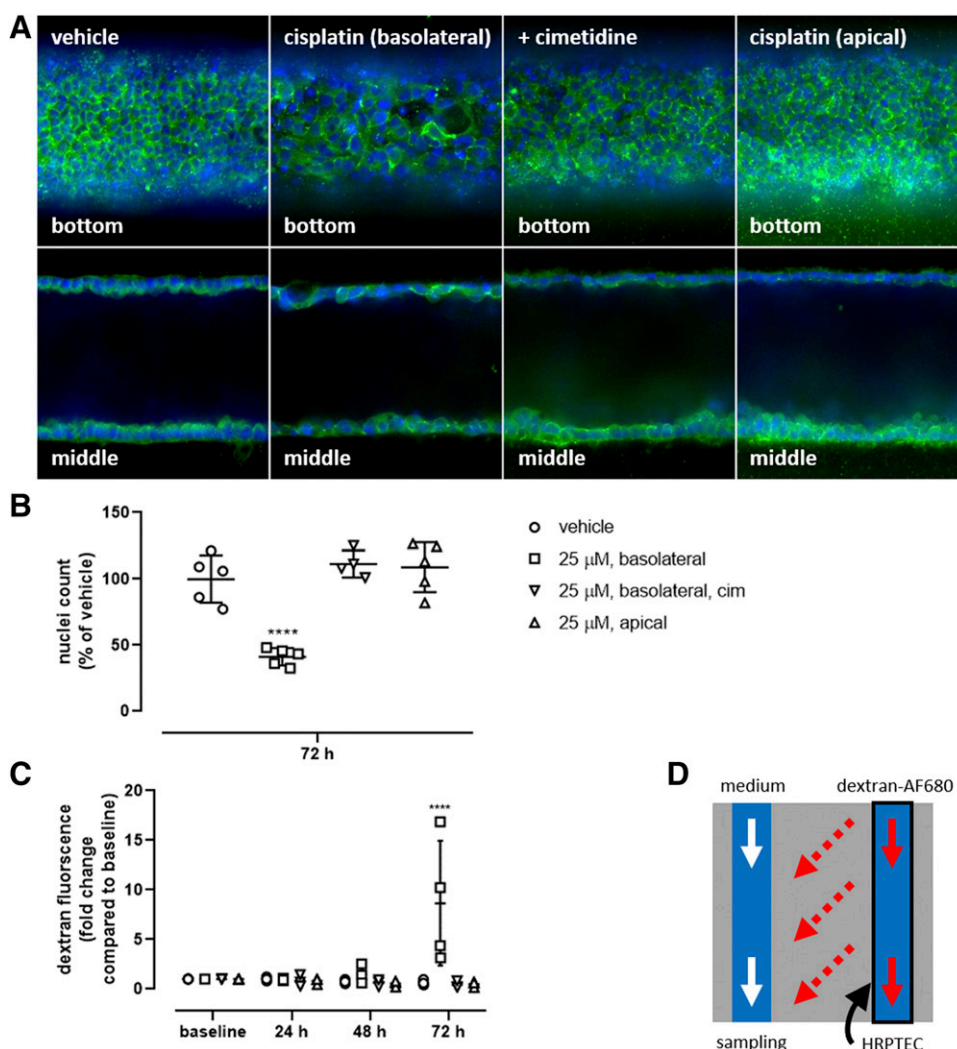 A
vehicle
cisplatin (basolateral)
+ cimetidine
cisplatin (apical)
bottom
bottom
bottom
bottom
middle
middle
middle
middle
B
nuclei count
(% of vehicle)
150
100
50
0
****
72 h
vehicle
25 μM, basolateral
25 μM, basolateral, cim
25 μM, apical
C
dextran fluorescence
(fold change
compared to baseline)
20
15
10
5
0
****
baseline
24 h
48 h
72 h
D
medium
dextran-AF680
sampling
HRPTEC